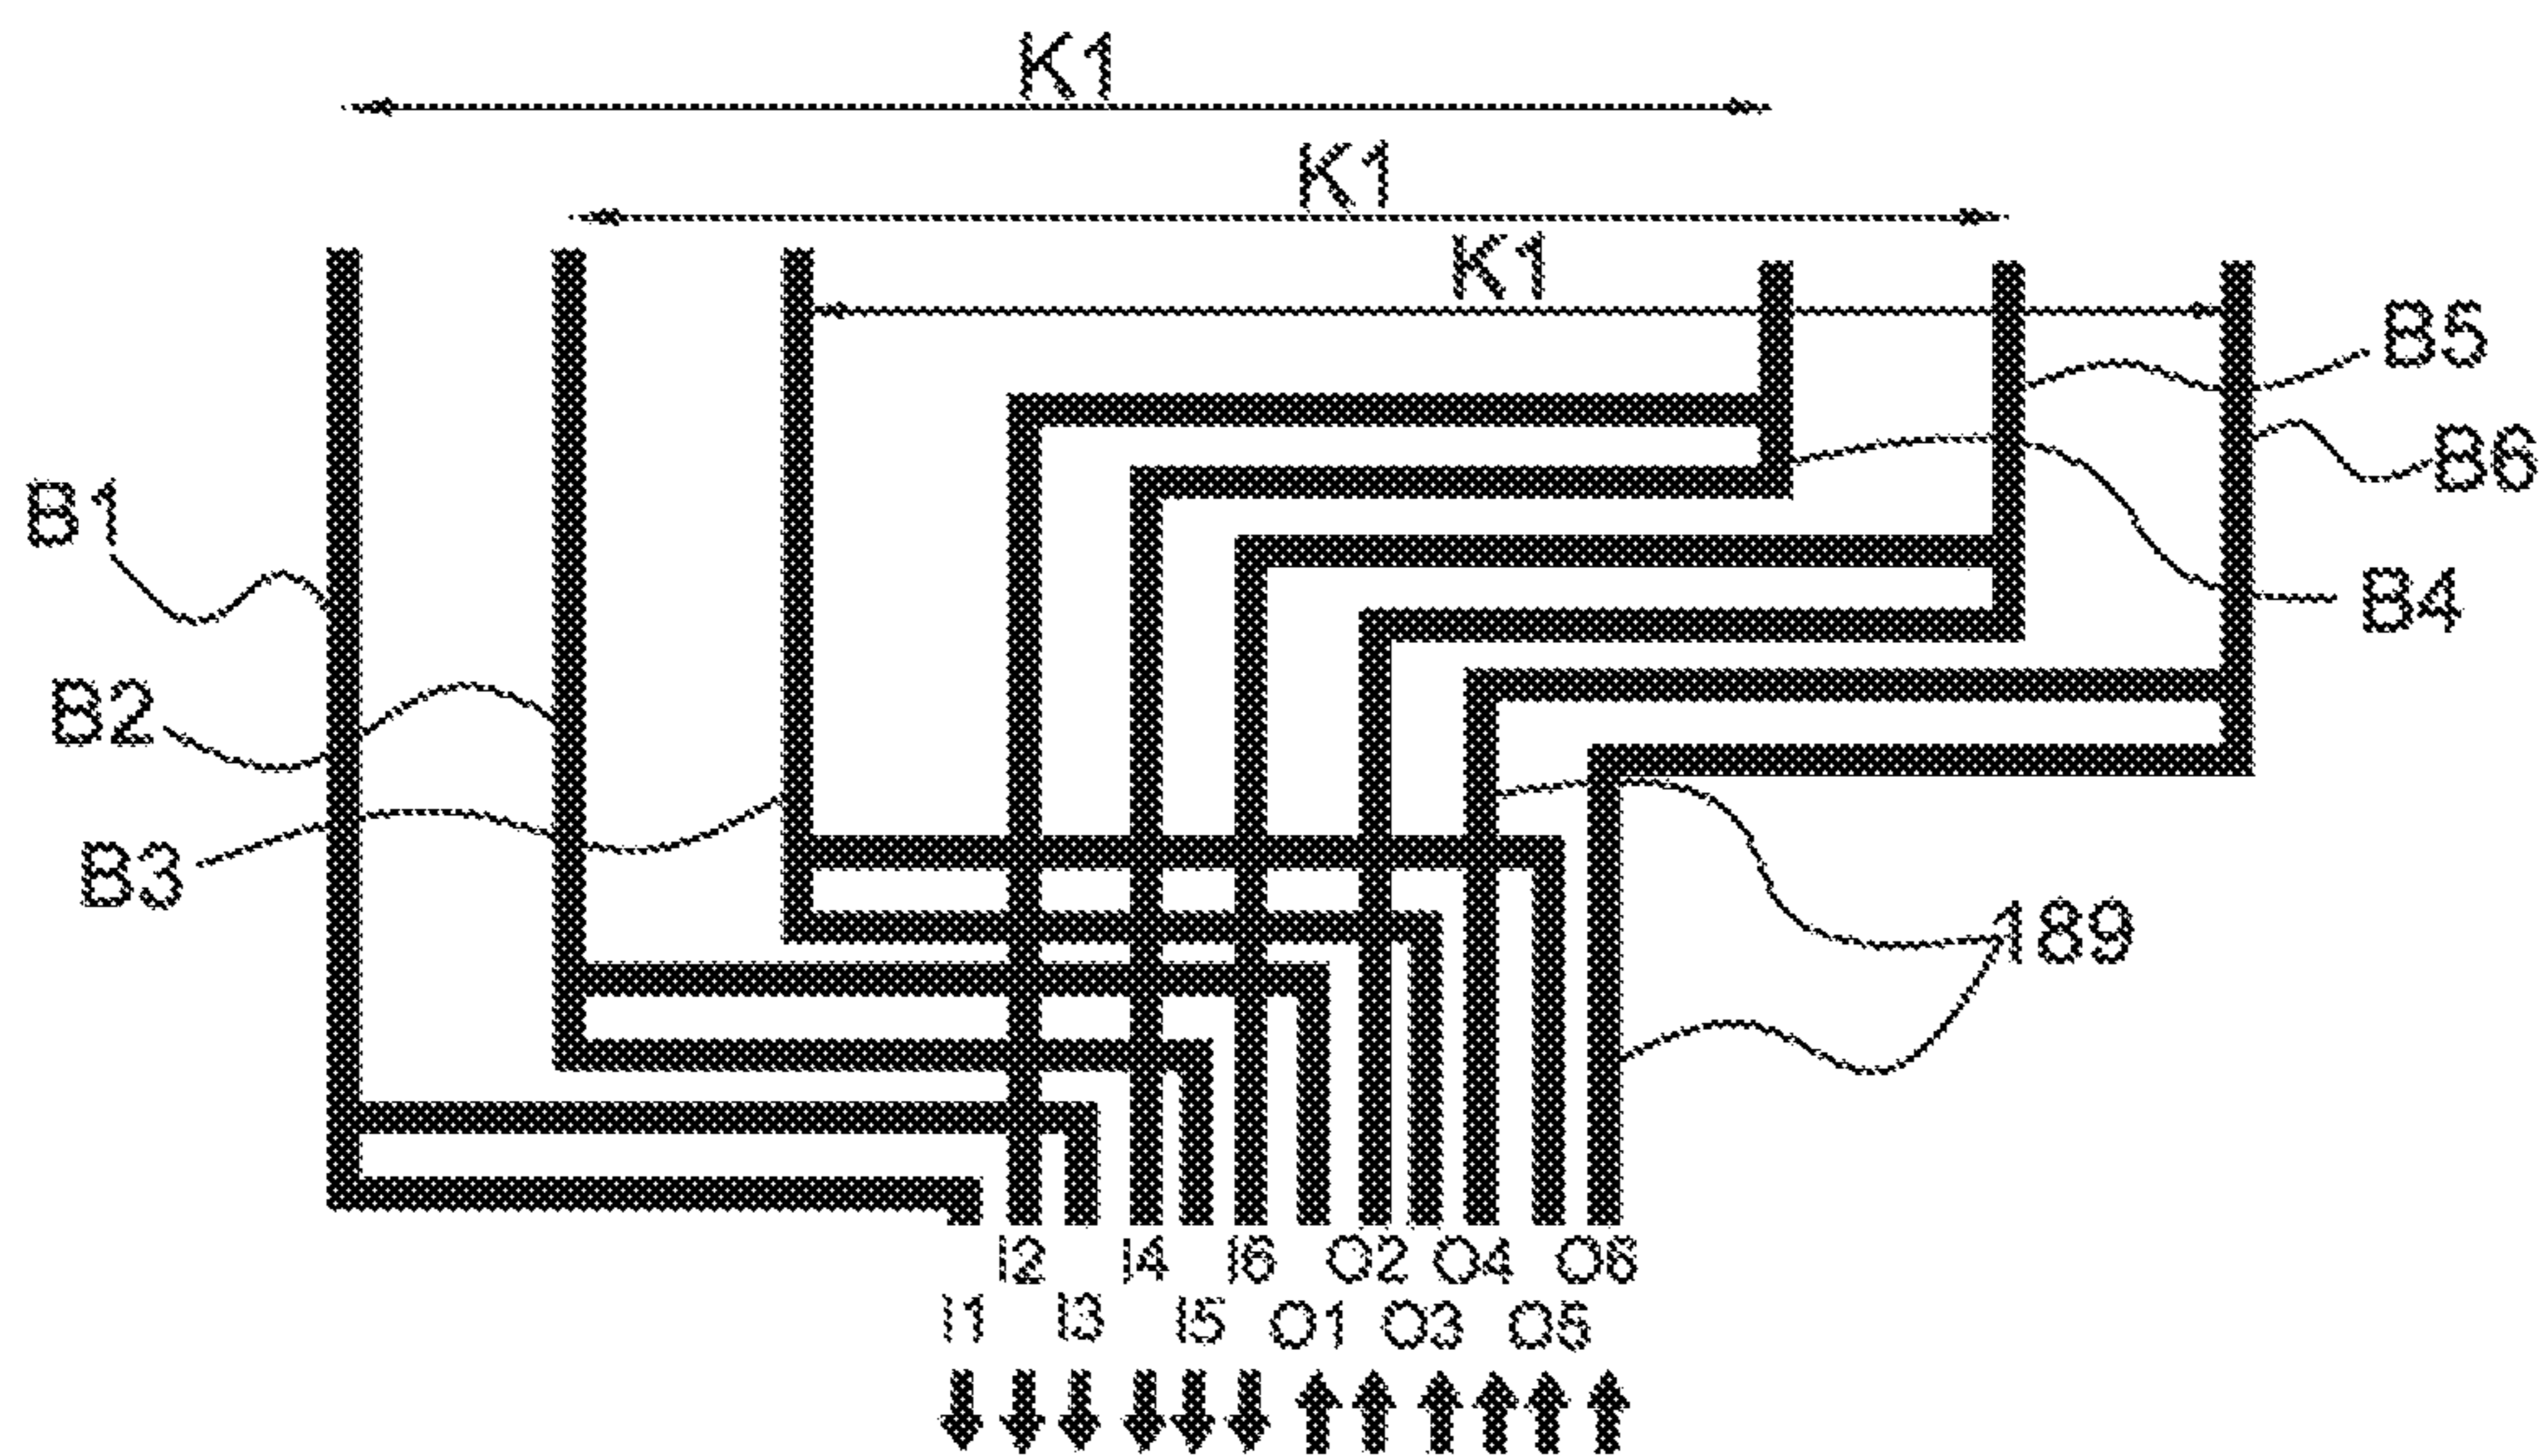 K1
K1
K1
B5
B6
B1
B4
B2
B3
189
I2 I4 I6 O2 O4 O6
I1 I3 I5 O1 O3 O5